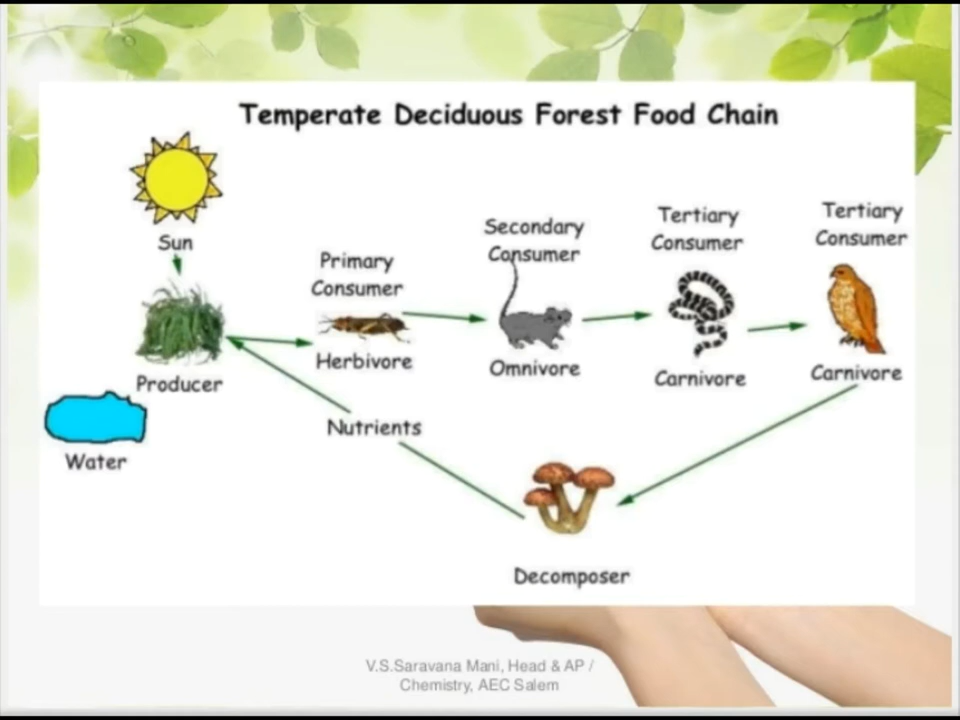 Temperate Deciduous Forest Food Chain
Sun
Primary
Consumer
Secondary
Consumer
Tertiary
Consumer
Tertiary
Consumer
Producer
Herbivore
Omnivore
Carnivore
Carnivore
Water
Nutrients
Decomposer
V.S.Saravana Mani, Head & AP /
Chemistry, AEC Salem